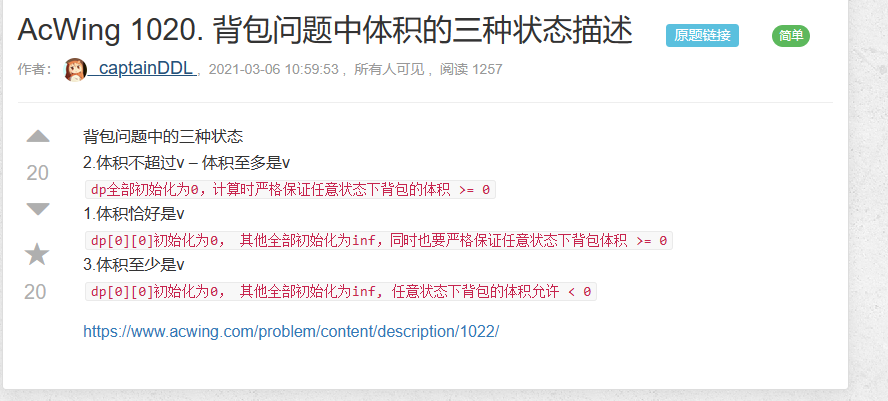 AcWing 1020. 背包问题中体积的三种状态描述 原题链接 简单
作者： captainDDL , 2021-03-06 10:59:53 , 所有人可见 , 阅读 1257
背包问题中的三种状态
2.体积不超过v – 体积至多是v
20
dp全部初始化为0，计算时严格保证任意状态下背包的体积 >= 0
1.体积恰好是v
dp[0][0]初始化为0， 其他全部初始化为inf，同时也要严格保证任意状态下背包体积 >= 0
3.体积至少是v
20
dp[0][0]初始化为0， 其他全部初始化为inf, 任意状态下背包的体积允许 < 0
https://www.acwing.com/problem/content/description/1022/